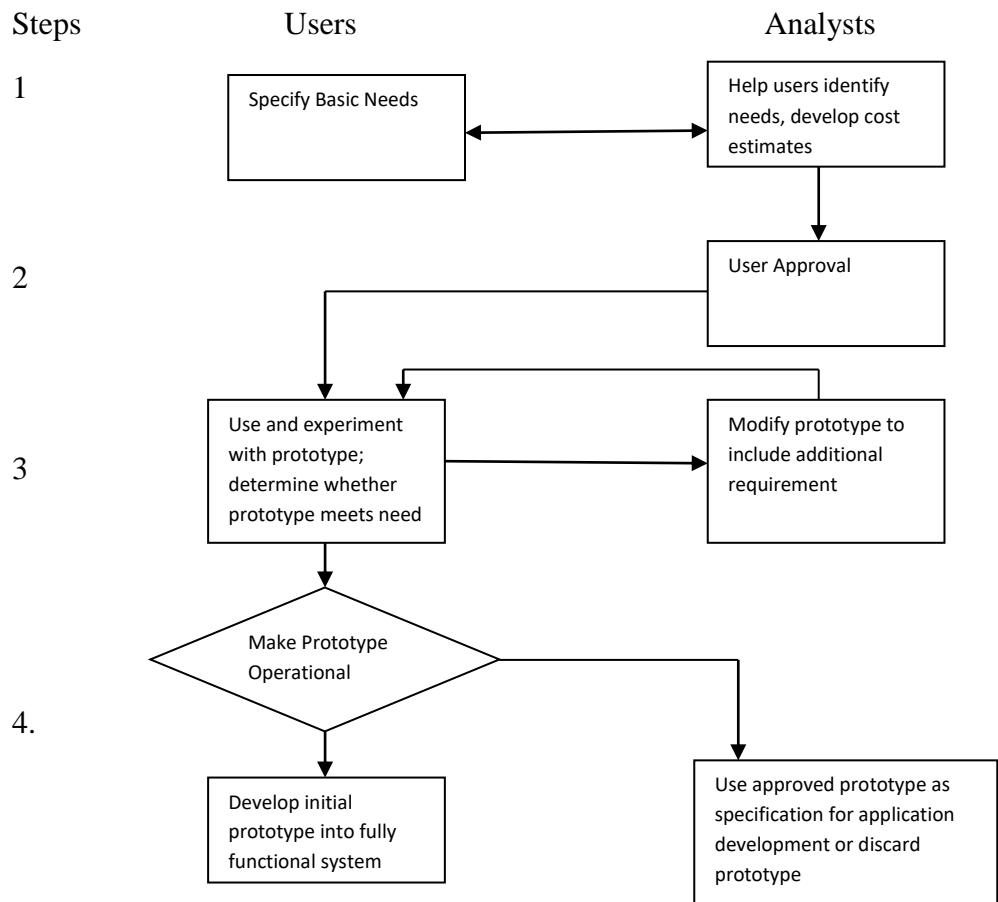 Steps
Users
Analysts
1
Specify Basic Needs
Help users identify
needs, develop cost
estimates
2
User Approval
3
Use and experiment
with prototype;
determine whether
prototype meets need
Modify prototype to
include additional
requirement
Make Prototype
Operational
4.
Develop initial
prototype into fully
functional system
Use approved prototype as
specification for application
development or discard
prototype